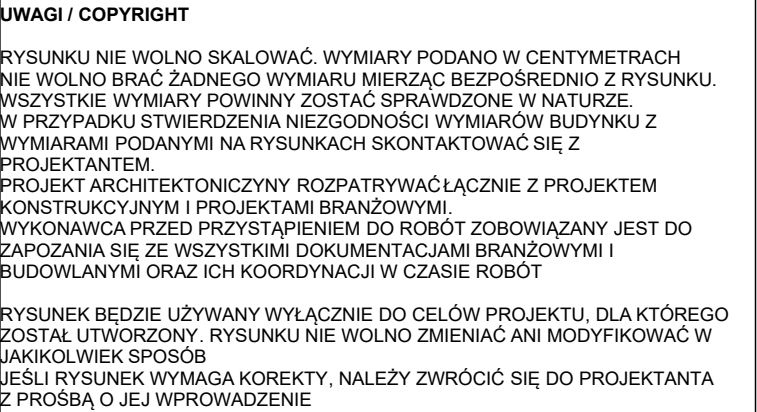 UWAGI / COPYRIGHT
RYSUNKU NIE WOLNO SKALOWAĆ. WYMIARY PODANO W CENTYMETRACH
NIE WOLNO BRAĆ ŻADNEGO WYMIARU MIERZĄC BEZPOŚREDNIO Z RYSUNKU.
WSZYSTKIE WYMIARY POWINNY ZOSTAĆ SPRAWDZONE W NATURZE.
W PRZYPADKU STWIERDZENIA NIEZGODNOŚCI WYMIARÓW BUDYNKU Z
WYMIARAMI PODANYMI NA RYSUNKACH SKONTAKTOWAĆ SIĘ Z
PROJEKTANTEM.
PROJEKT ARCHITEKTONICZYNY ROZPATRYWAĆ ŁĄCZNIE Z PROJEKTEM
KONSTRUKCYJNYM I PROJEKTAMI BRANŻOWYMI.
WYKONAWCA PRZED PRZYSTĄPIENIEM DO ROBÓT ZOBOWIĄZANY JEST DO
ZAPOZANIA SIĘ ZE WSZYSTKIMI DOKUMENTACJAMI BRANŻOWYMI I
BUDOWLANYMI ORAZ ICH KOORDYNACJI W CZASIE ROBÓT
RYSUNEK BĘDZIE UŻYWANY WYŁĄCZNIE DO CELÓW PROJEKTU, DLA KTÓREGO
ZOSTAŁ UTWORZONY. RYSUNKU NIE WOLNO ZMIENIAĆ ANI MODYFIKOWAĆ W
JAKIKOLWIEK SPOSÓB
JEŚLI RYSUNEK WYMAGA KOREKTY, NALEŻY ZWRÓCIĆ SIĘ DO PROJEKTANTA
Z PROŚBĄ O JEJ WPROWADZENIE